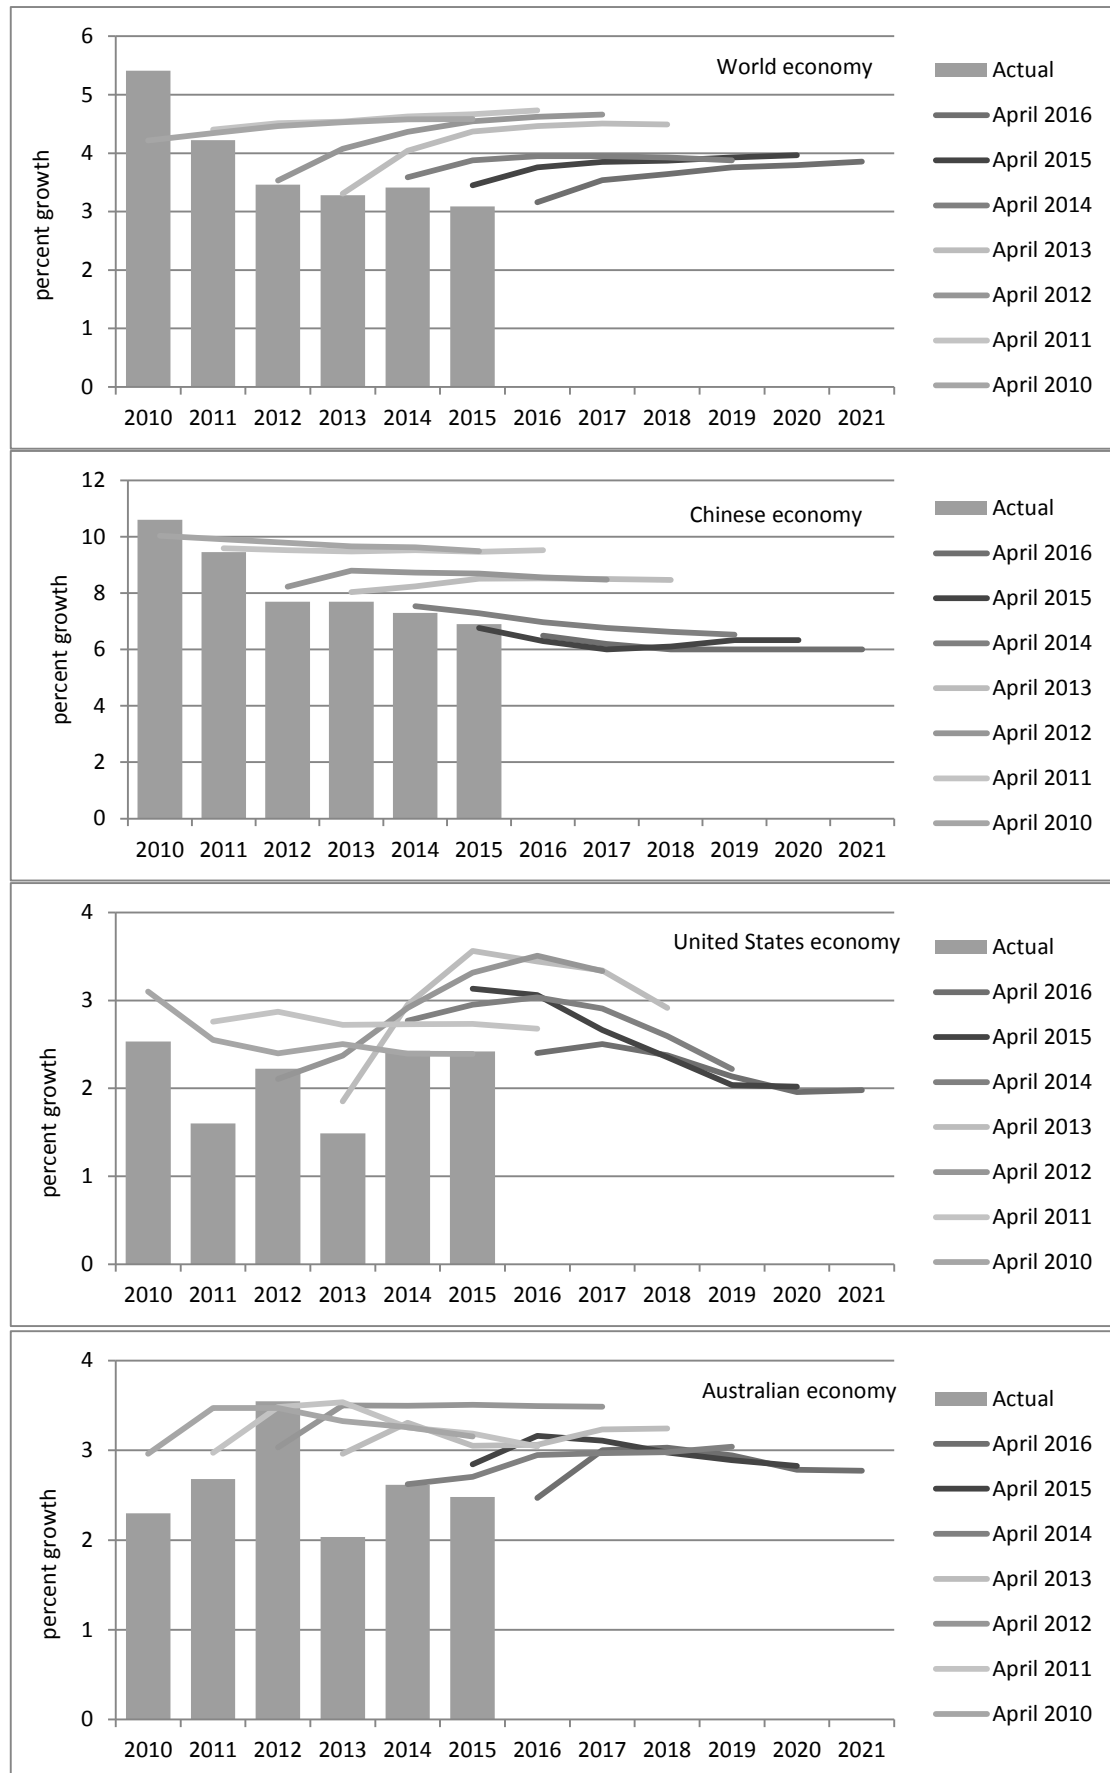 World economy
percent growth
6
5
4
3
2
1
0
2010 2011 2012 2013 2014 2015 2016 2017 2018 2019 2020 2021
Actual
April 2016
April 2015
April 2014
April 2013
April 2012
April 2011
April 2010
Chinese economy
percent growth
12
10
8
6
4
2
0
2010 2011 2012 2013 2014 2015 2016 2017 2018 2019 2020 2021
Actual
April 2016
April 2015
April 2014
April 2013
April 2012
April 2011
April 2010
United States economy
percent growth
4
3
2
1
0
2010 2011 2012 2013 2014 2015 2016 2017 2018 2019 2020 2021
Actual
April 2016
April 2015
April 2014
April 2013
April 2012
April 2011
April 2010
Australian economy
percent growth
4
3
2
1
0
2010 2011 2012 2013 2014 2015 2016 2017 2018 2019 2020 2021
Actual
April 2016
April 2015
April 2014
April 2013
April 2012
April 2011
April 2010